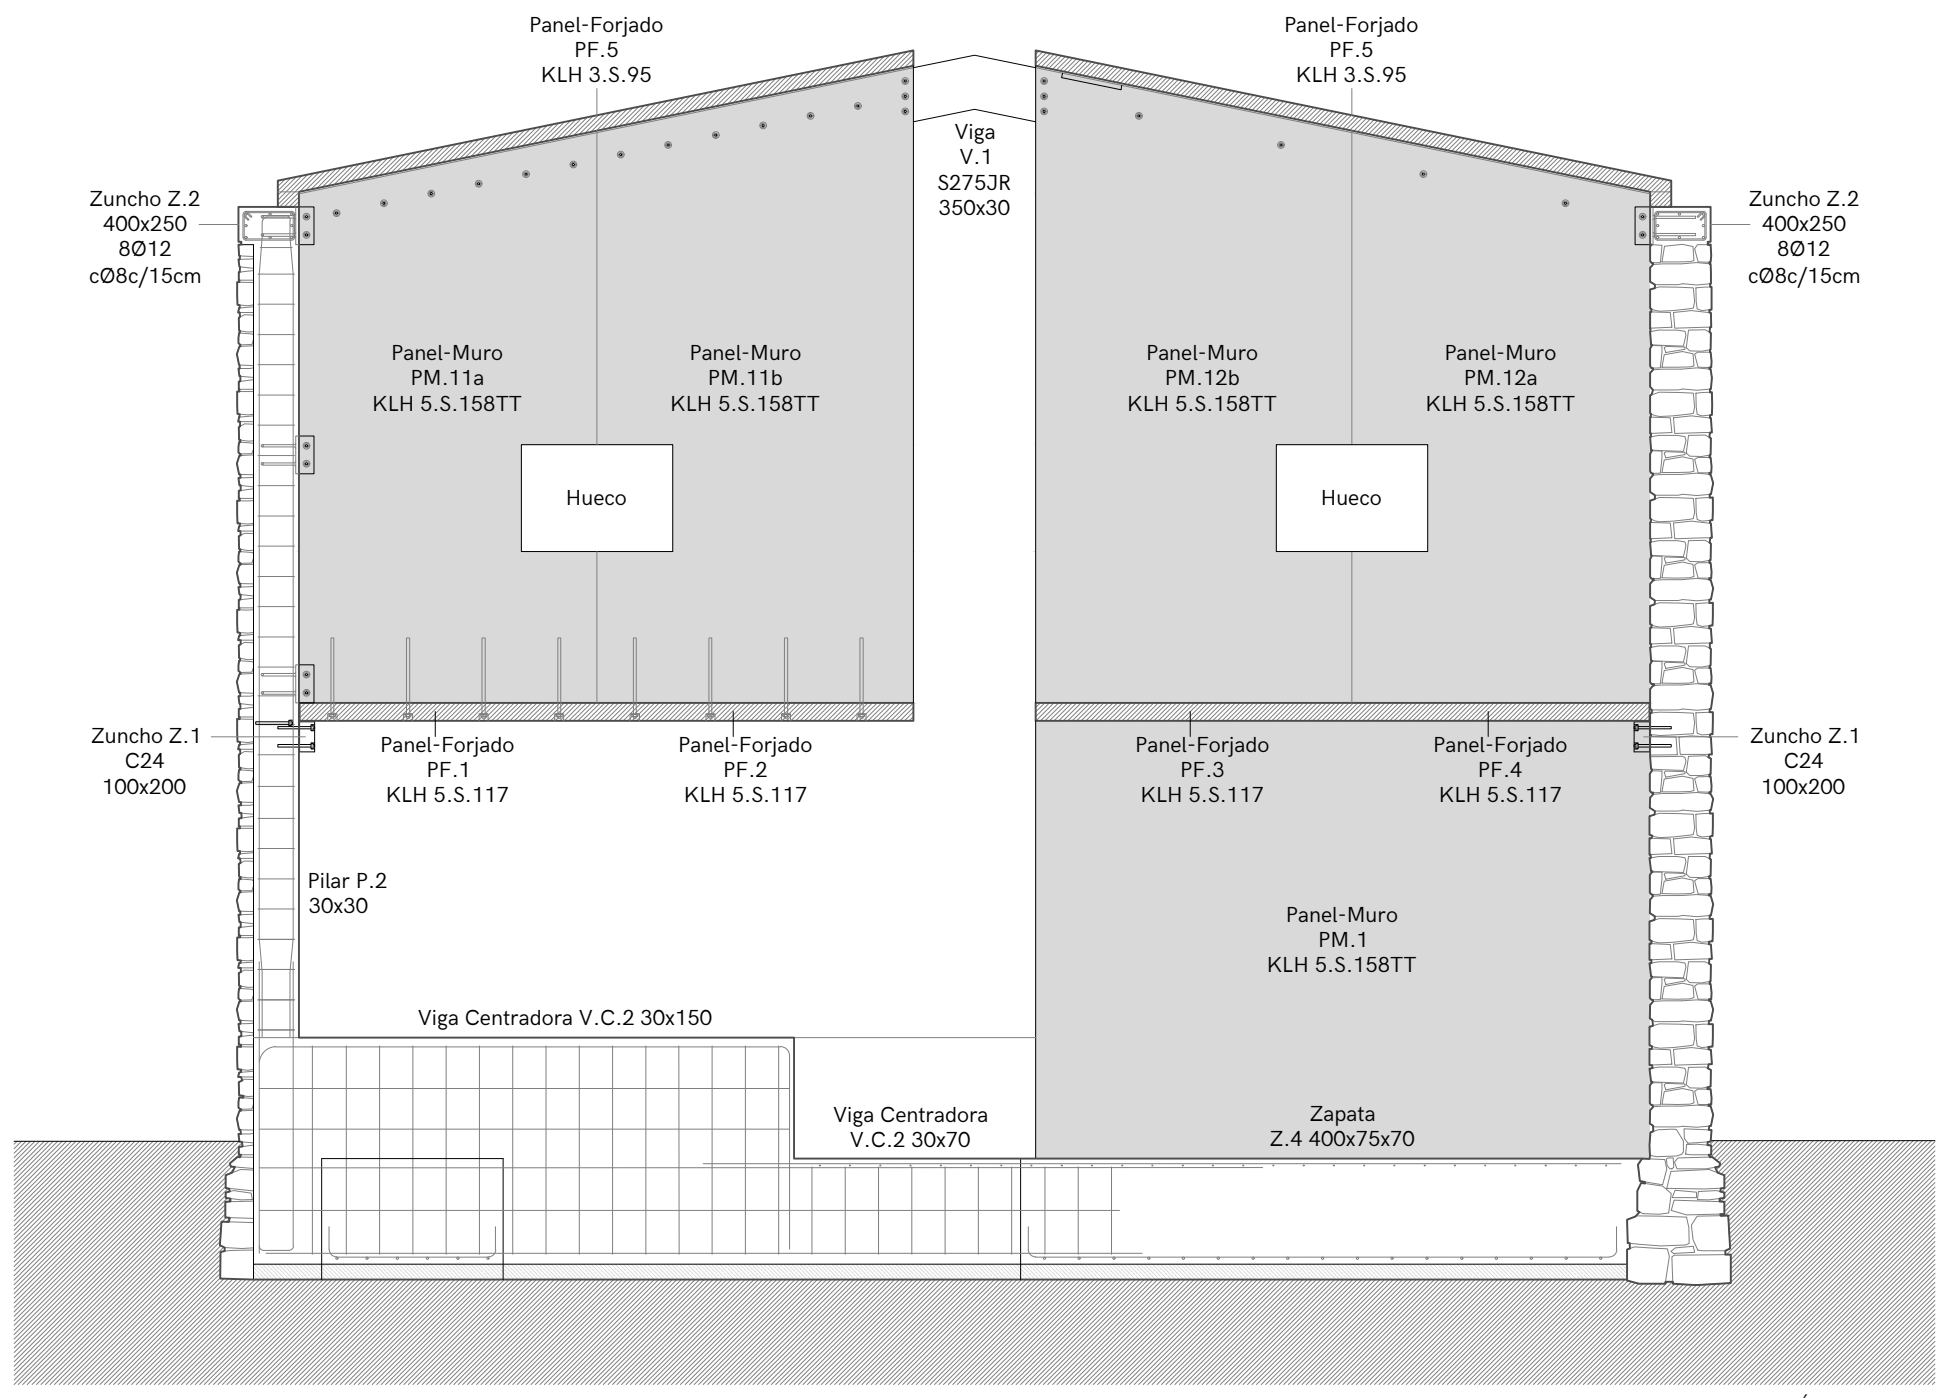 Panel-Forjado
PF.5
KLH 3.S.95
Panel-Forjado
PF.5
KLH 3.S.95
Viga
V.1
S275JR
350x30
Zuncho Z.2
400x250
8Ø12
cØ8c/15cm
Zuncho Z.2
400x250
8Ø12
cØ8c/15cm
Panel-Muro
PM.11a
KLH 5.S.158TT
Panel-Muro
PM.11b
KLH 5.S.158TT
Panel-Muro
PM.12b
KLH 5.S.158TT
Panel-Muro
PM.12a
KLH 5.S.158TT
Hueco
Hueco
Zuncho Z.1
C24
100x200
Panel-Forjado
PF.1
KLH 5.S.117
Panel-Forjado
PF.2
KLH 5.S.117
Panel-Forjado
PF.3
KLH 5.S.117
Panel-Forjado
PF.4
KLH 5.S.117
Zuncho Z.1
C24
100x200
Pilar P.2
30x30
Panel-Muro
PM.1
KLH 5.S.158TT
Viga Centradora V.C.2 30x150
Viga Centradora
V.C.2 30x70
Zapata
Z.4 400x75x70